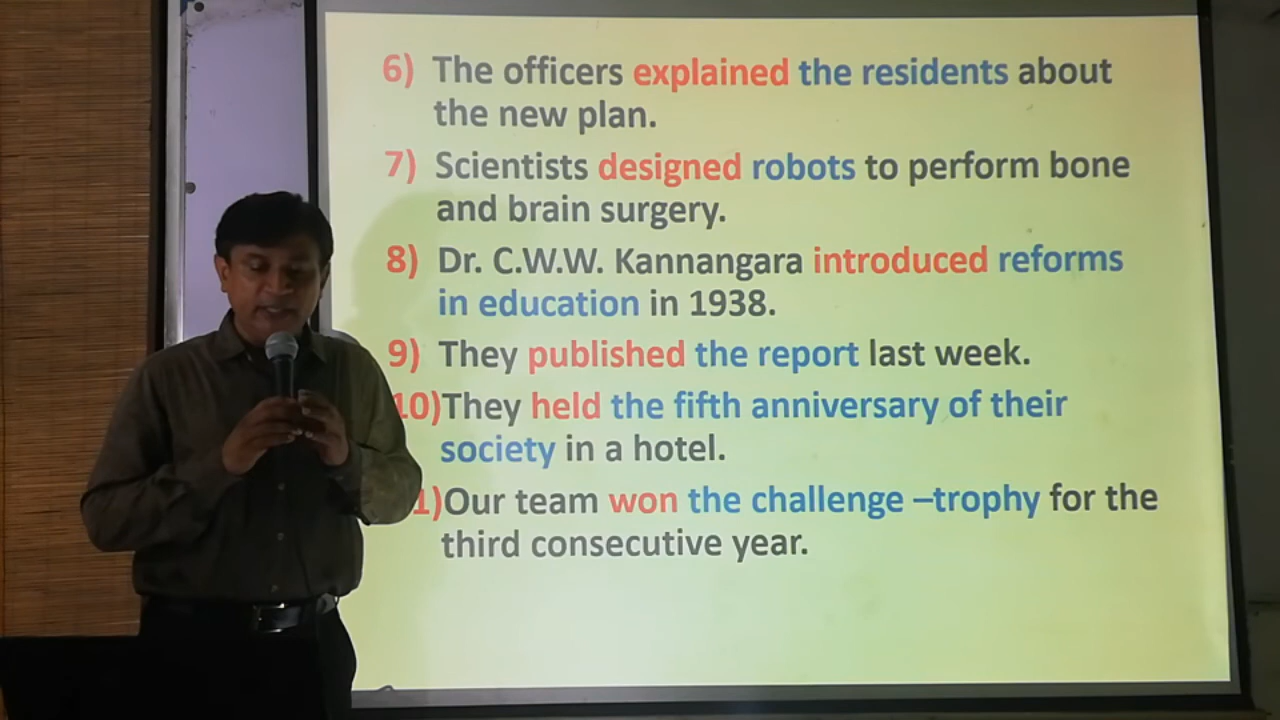 6) The officers explained the residents about
the new plan.
7) Scientists designed robots to perform bone
and brain surgery.
8) Dr. C.W.W. Kannangara introduced reforms
in education in 1938.
9) They published the report last week.
10)They held the fifth anniversary of their
society in a hotel.
1)Our team won the challenge –trophy for the
third consecutive year.